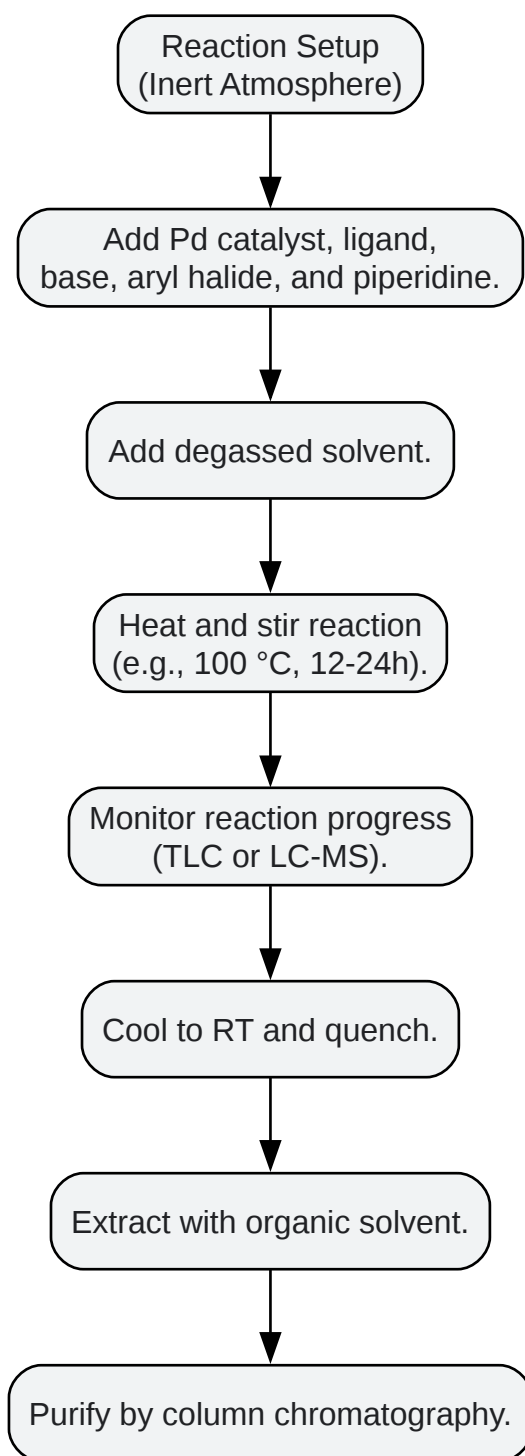 Reaction Setup
(Inert Atmosphere)
Add Pd catalyst, ligand,
base, aryl halide, and piperidine.
Add degassed solvent.
Heat and stir reaction
(e.g., 100 °C, 12-24h).
Monitor reaction progress
(TLC or LC-MS).
Cool to RT and quench.
Extract with organic solvent.
Purify by column chromatography.